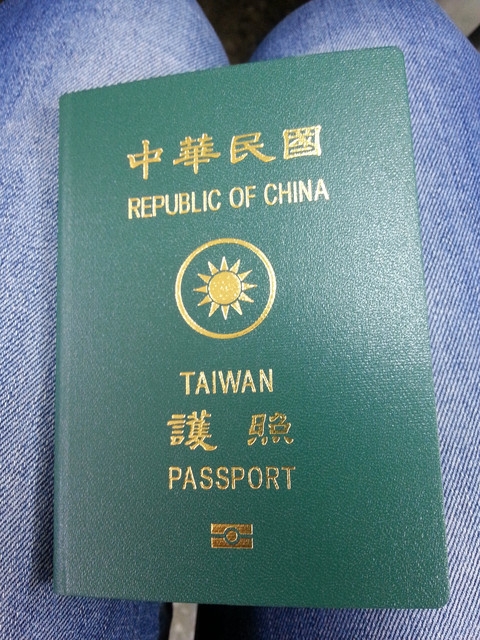 中華民國
REPUBLIC OF CHINA
TAIWAN
護照
PASSPORT